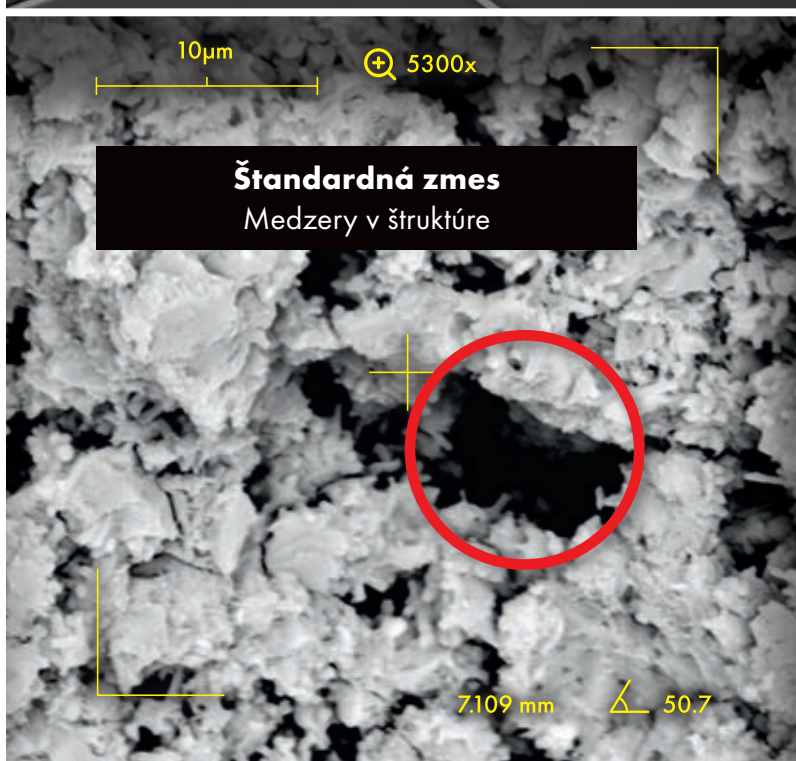 10μm
5300x
Štandardná zmes
Medzery v štruktúre
7.109 mm
50.7